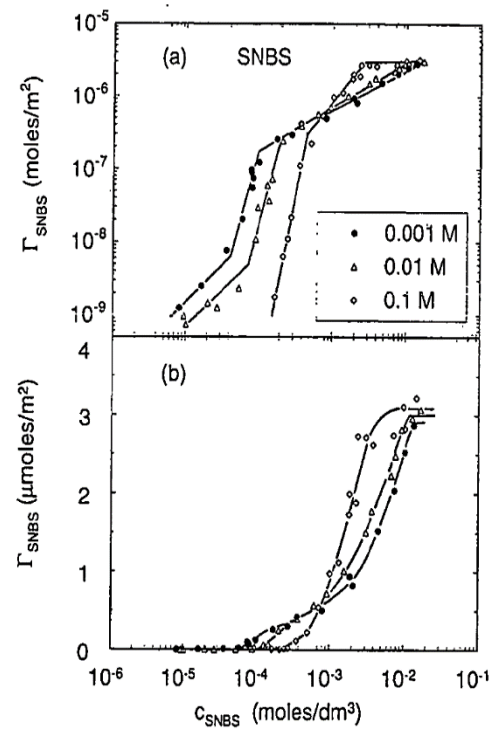 10⁻⁵
(a) SNBS
10⁻⁶
10⁻⁷
10⁻⁸
10⁻⁹
Γ_SNBS (moles/m²)
● 0.001 M
△ 0.01 M
◇ 0.1 M
4
(b)
3
2
1
0
Γ_SNBS (μmoles/m²)
10⁻⁶ 10⁻⁵ 10⁻⁴ 10⁻³ 10⁻² 10⁻¹
c_SNBS (moles/dm³)